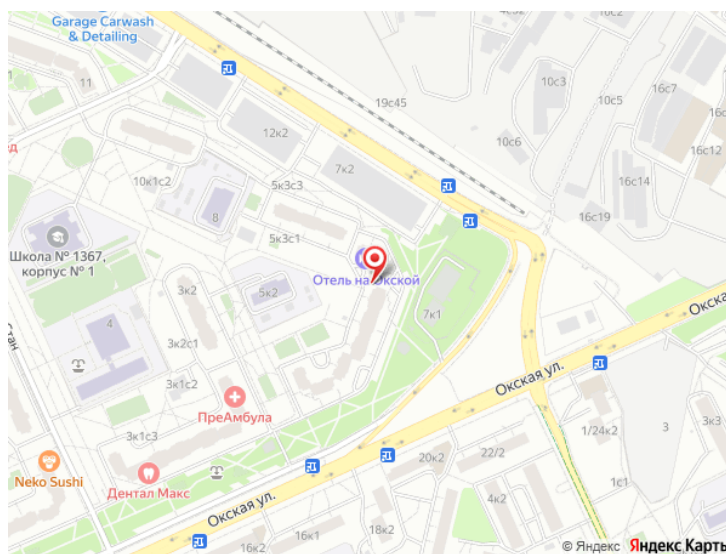 Garage Carwash
& Detailing
4с32
10с3
16с7
11
19с45
10с5
12к2
10с6
16с12
7к2
16с14
10к1с2
5к3с3
8
16с19
Школа № 1367,
корпус № 1
5к3с1
Отель на Окской
3к2
5к2
7к1
4
3к2с1
Окская ул.
3к1с2
ПреАмбула
1/24к2
3
3к3
3к1с3
22/2
20к2
Neko Sushi
Дентал Макс
4к2
1с1
Окская ул.
16к2
16к1
18к2
© Яндекс Яндекс Карты